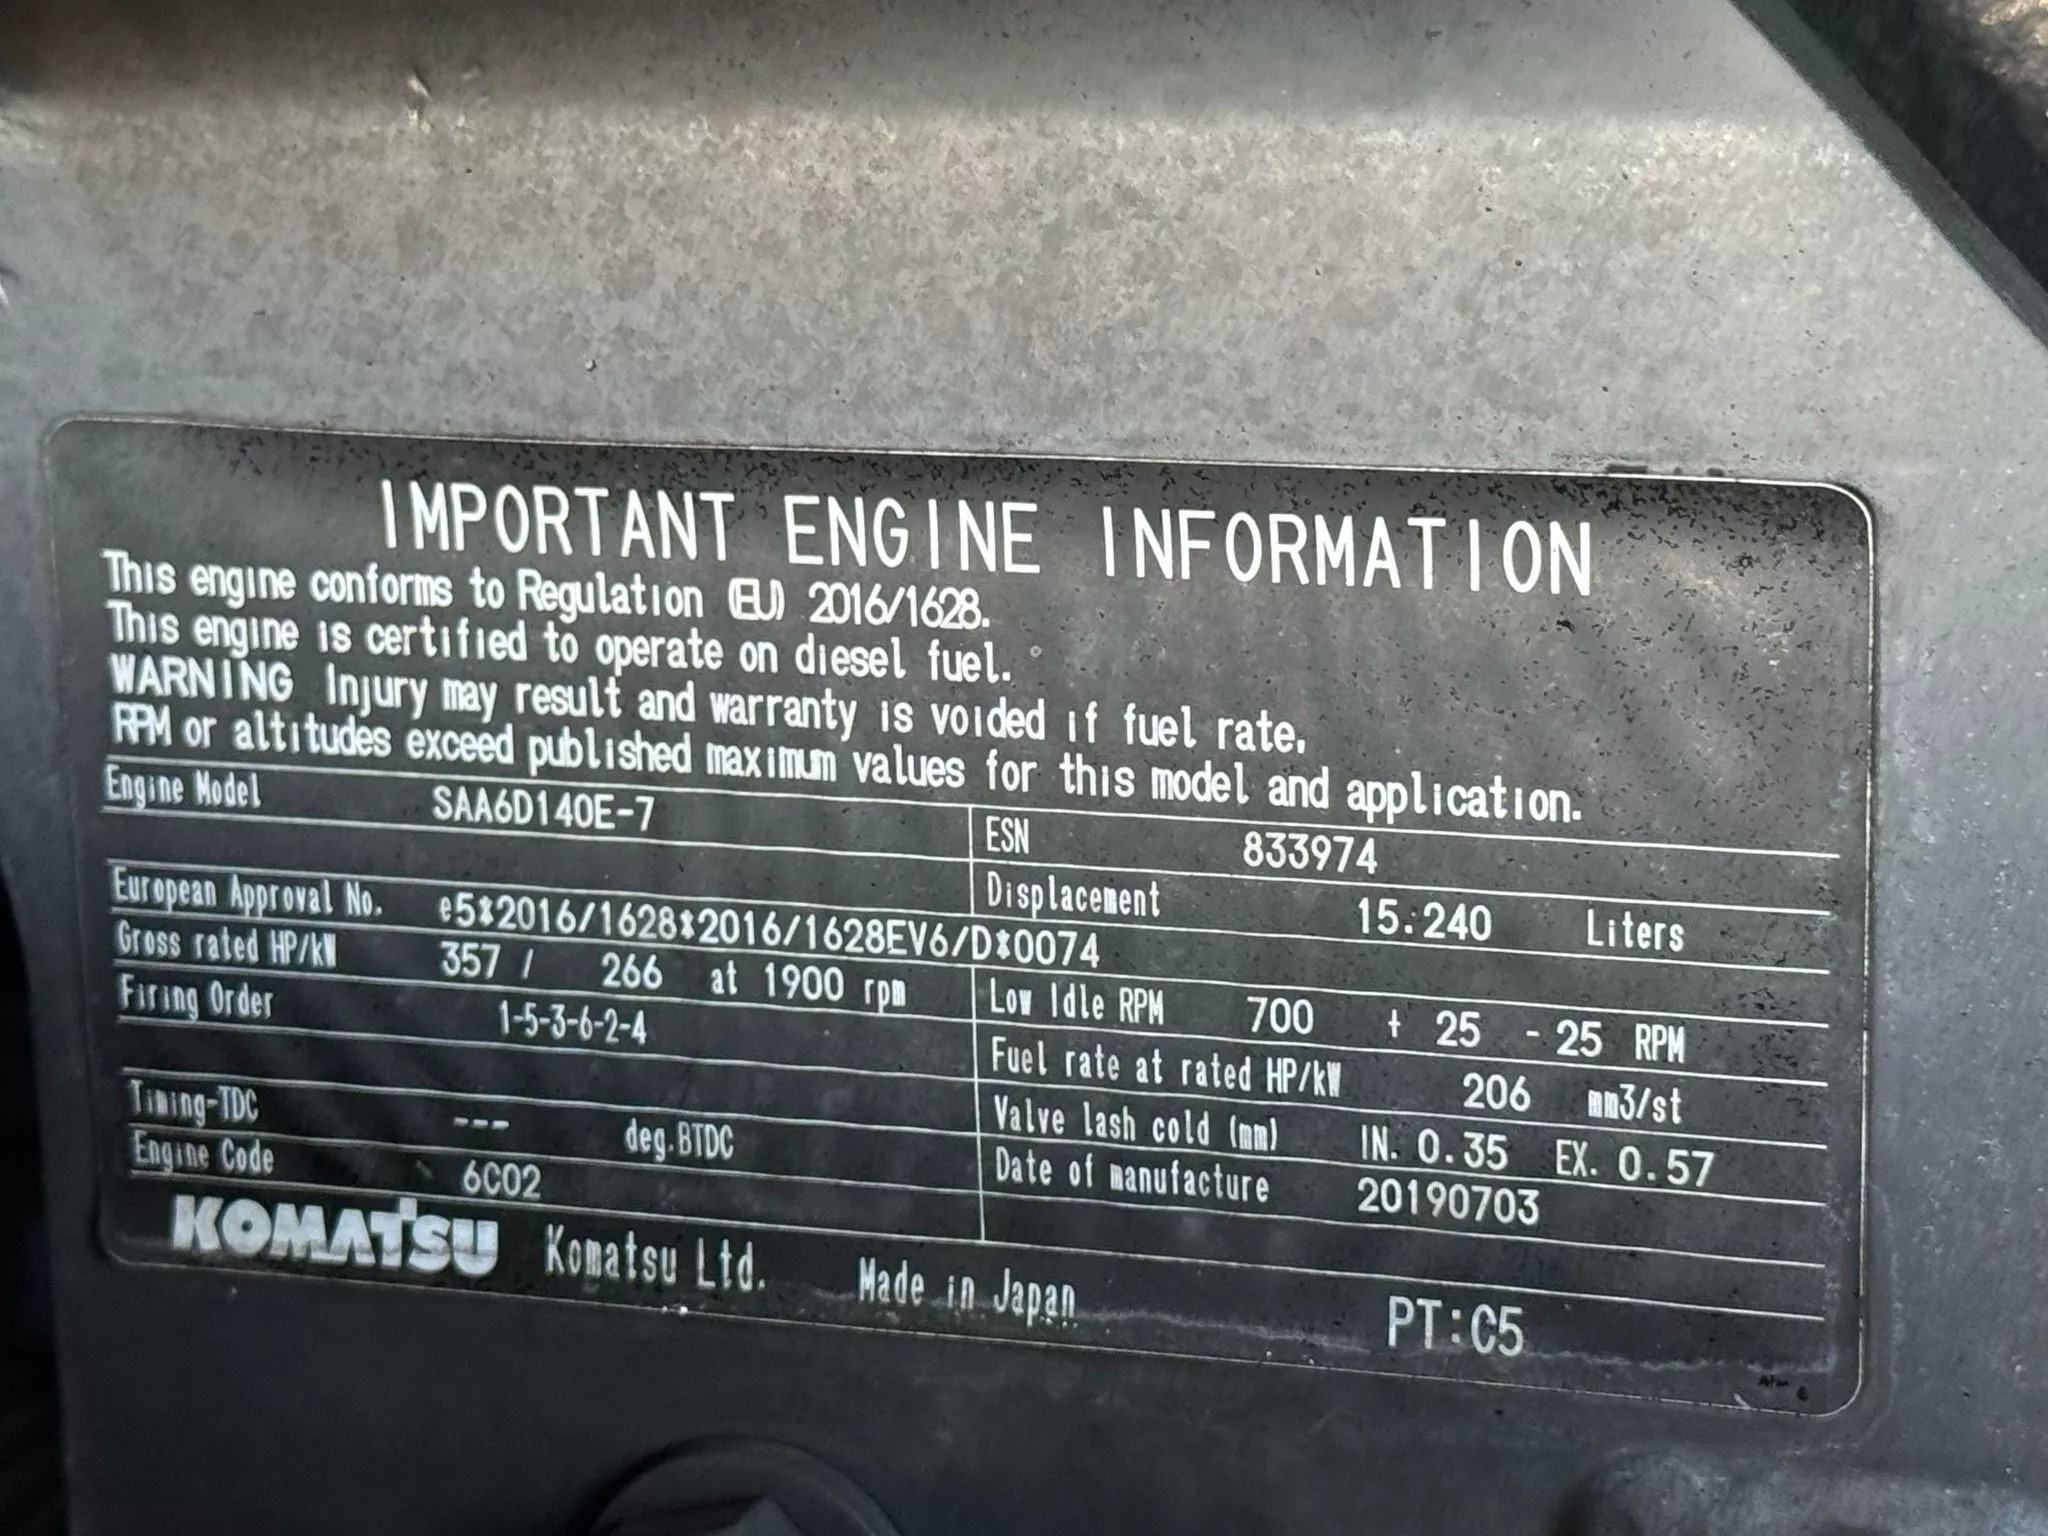 IMPORTANT ENGINE INFORMATION
This engine conforms to Regulation (EU) 2016/1628.
This engine is certified to operate on diesel fuel.
WARNING Injury may result and warranty is voided if fuel rate,
RPM or altitudes exceed published maximum values for this model and application.
Engine Model SAA6D140E-7 ESN 833974
Displacement 15.240 Liters
European Approval No. e5*2016/1628*2016/1628EV6/D*0074
Gross rated HP/kW 357 / 266 at 1900 rpm Low Idle RPM 700 + 25 - 25 RPM
Firing Order 1-5-3-6-2-4 Fuel rate at rated HP/kW 206 mm3/st
Valve lash cold (mm) IN. 0.35 EX. 0.57
Timing-TDC --- deg.BTDC Date of manufacture 20190703
Engine Code 6C02
KOMATSU Komatsu Ltd. Made in Japan PT:C5